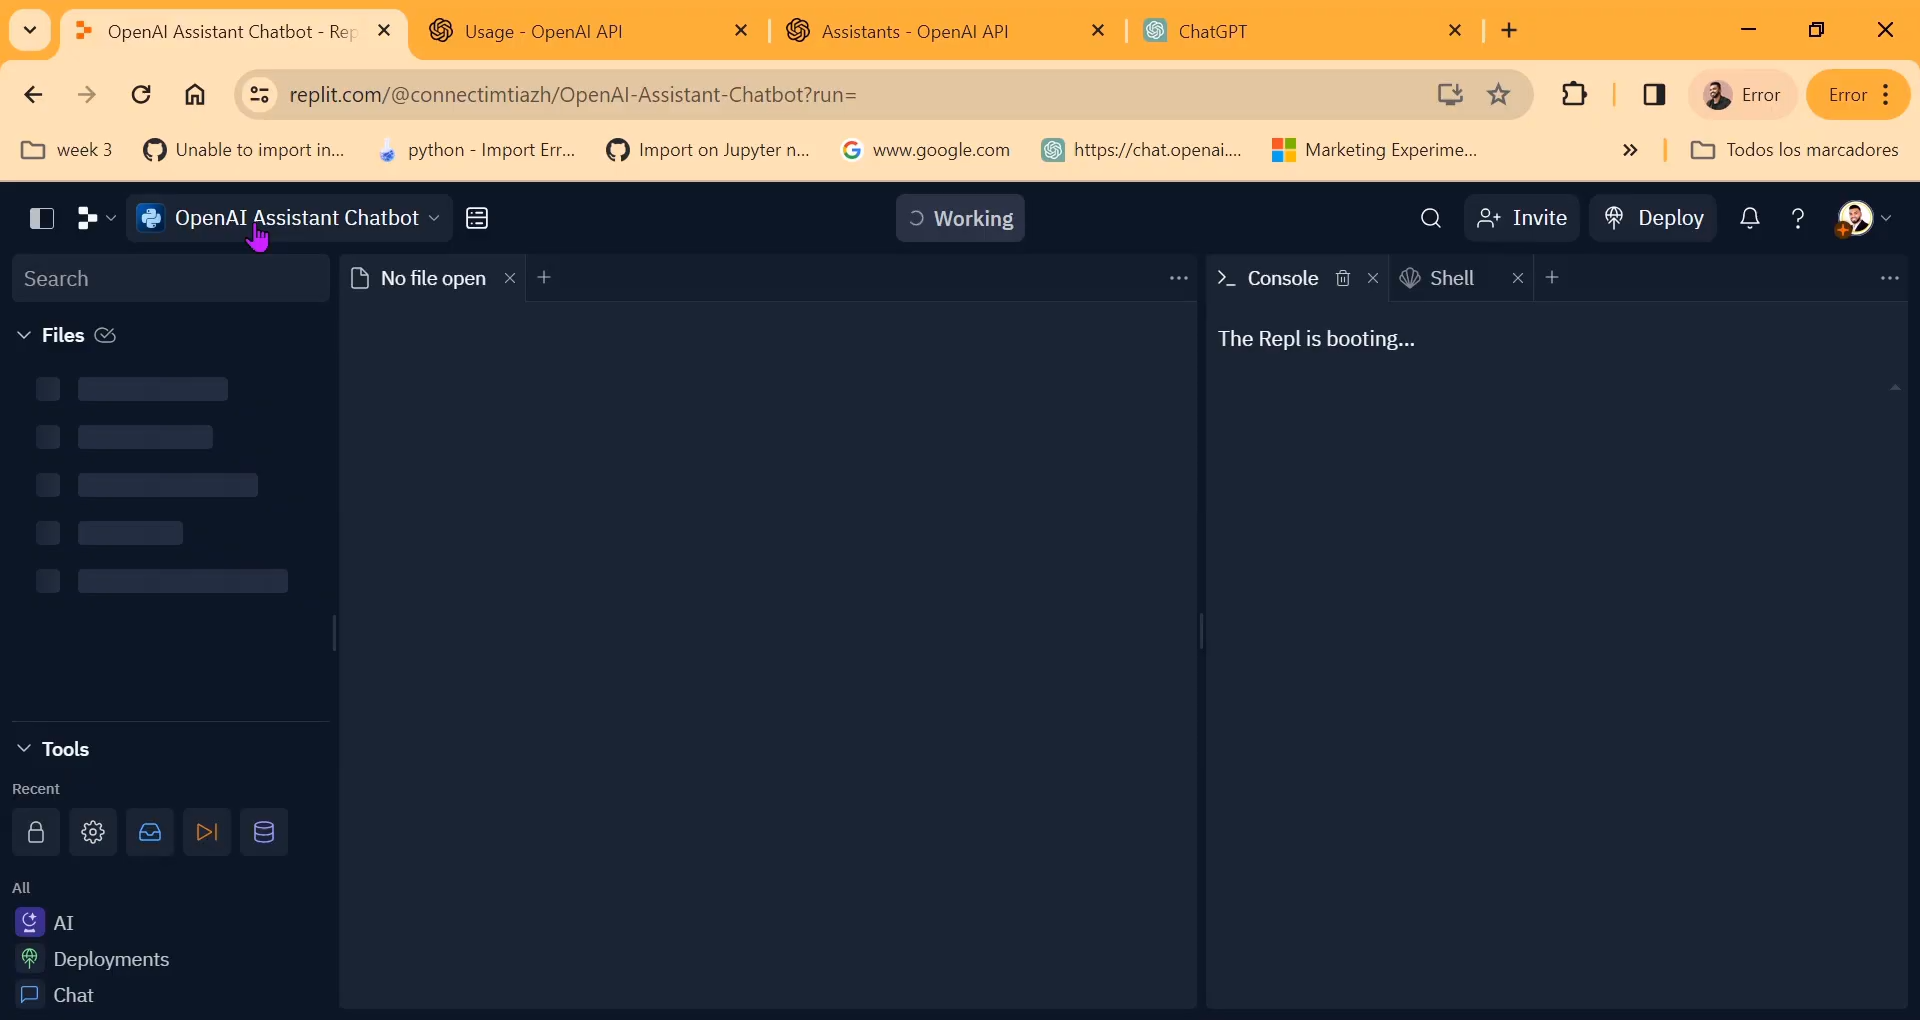 OpenAI Assistant Chatbot - Rep
Usage - OpenAI API
Assistants - OpenAI API
ChatGPT
replit.com/@connectimtiazh/OpenAI-Assistant-Chatbot?run=
Error
Error
week 3
Unable to import in...
python - Import Err...
Import on Jupyter n...
www.google.com
https://chat.openai....
Marketing Experime...
Todos los marcadores
OpenAI Assistant Chatbot
Working
Invite
Deploy
Search
No file open
Console
Shell
Files
The Repl is booting...
Tools
Recent
All
AI
Deployments
Chat